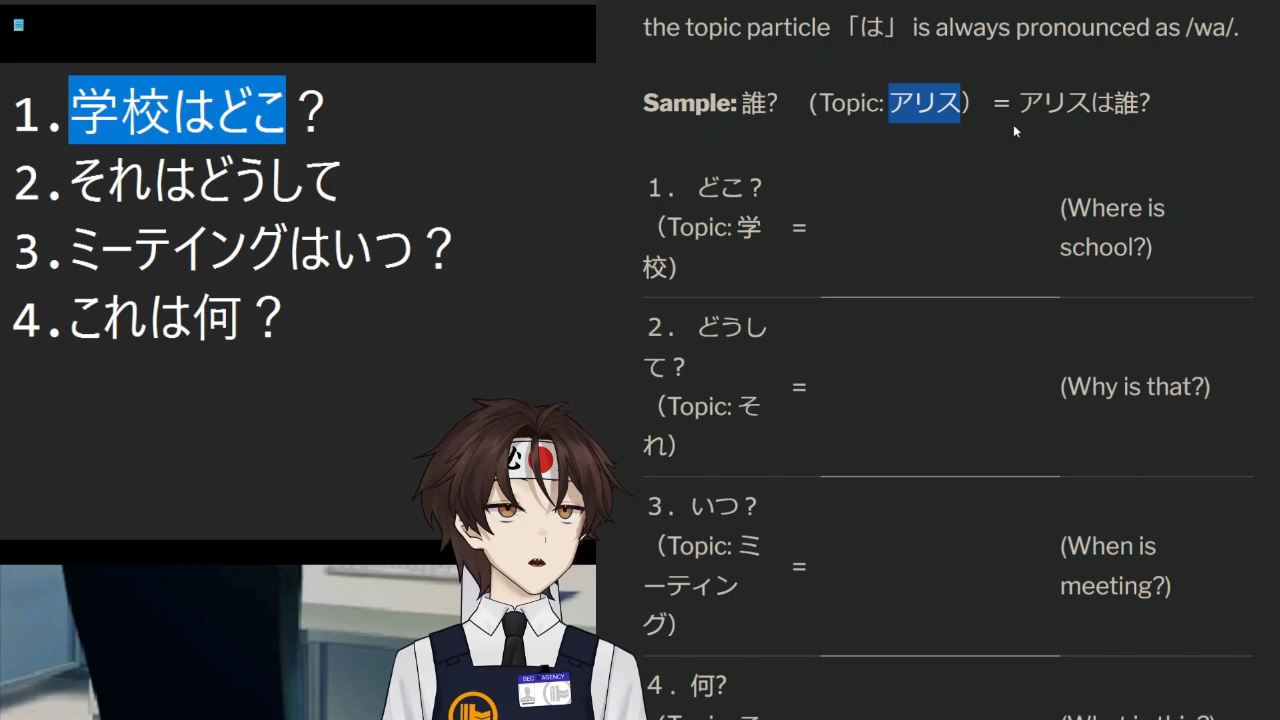 1.学校はどこ？
2.それはどうして
3.ミーテイングはいつ？
4.これは何？
the topic particle 「は」 is always pronounced as /wa/.
Sample: 誰? (Topic: アリス) = アリスは誰?
1. どこ？
(Topic: 学
校)
=
(Where is
school?)
2. どうし
て？
(Topic: そ
れ)
=
(Why is that?)
3. いつ？
(Topic: ミ
ーティン
グ)
=
(When is
meeting?)
4. 何?
必
BEC AGENCY